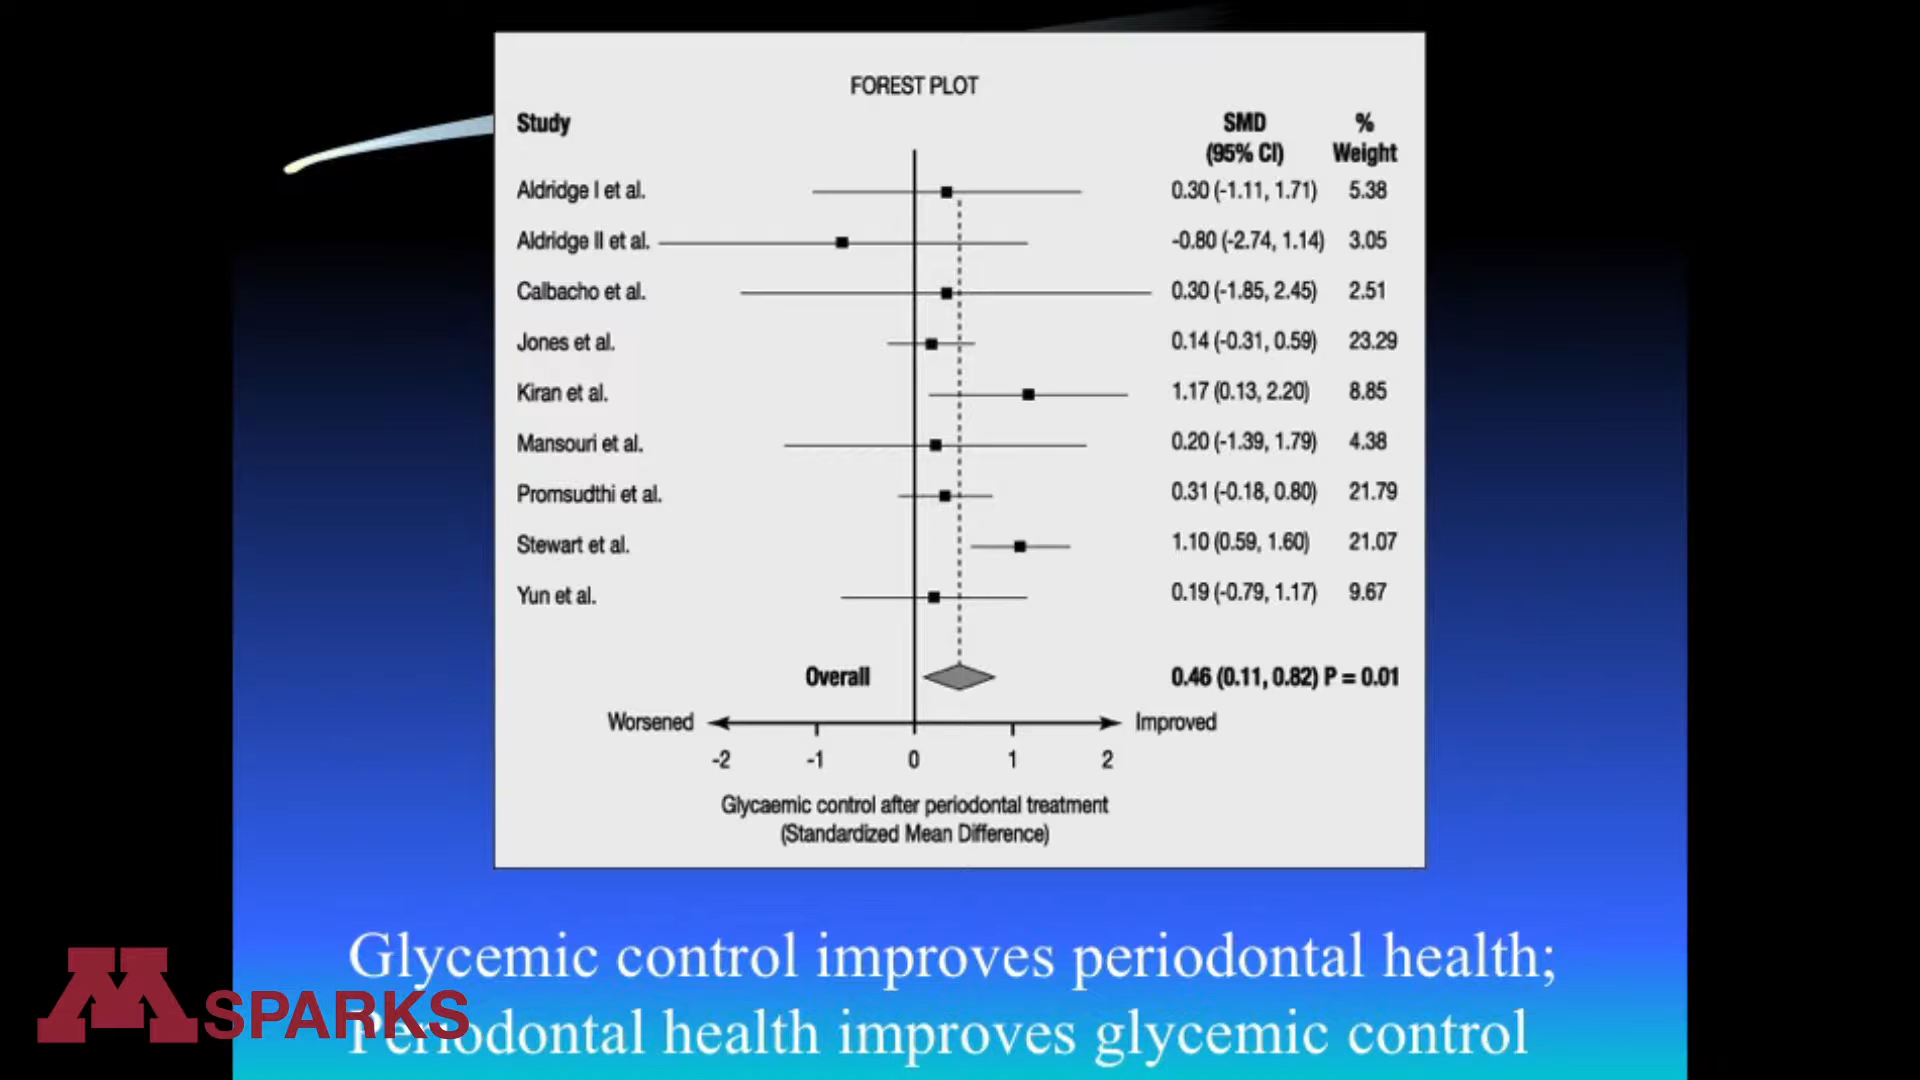 FOREST PLOT
Study SMD %
(95% CI) Weight
Aldridge I et al. 0.30 (-1.11, 1.71) 5.38
Aldridge II et al. -0.80 (-2.74, 1.14) 3.05
Calbacho et al. 0.30 (-1.85, 2.45) 2.51
Jones et al. 0.14 (-0.31, 0.59) 23.29
Kiran et al. 1.17 (0.13, 2.20) 8.85
Mansouri et al. 0.20 (-1.39, 1.79) 4.38
Promsudthi et al. 0.31 (-0.18, 0.80) 21.79
Stewart et al. 1.10 (0.59, 1.60) 21.07
Yun et al. 0.19 (-0.79, 1.17) 9.67
Overall 0.46 (0.11, 0.82) P = 0.01
Worsened Improved
-2 -1 0 1 2
Glycaemic control after periodontal treatment
(Standardized Mean Difference)
Glycemic control improves periodontal health;
Periodontal health improves glycemic control
M SPARKS